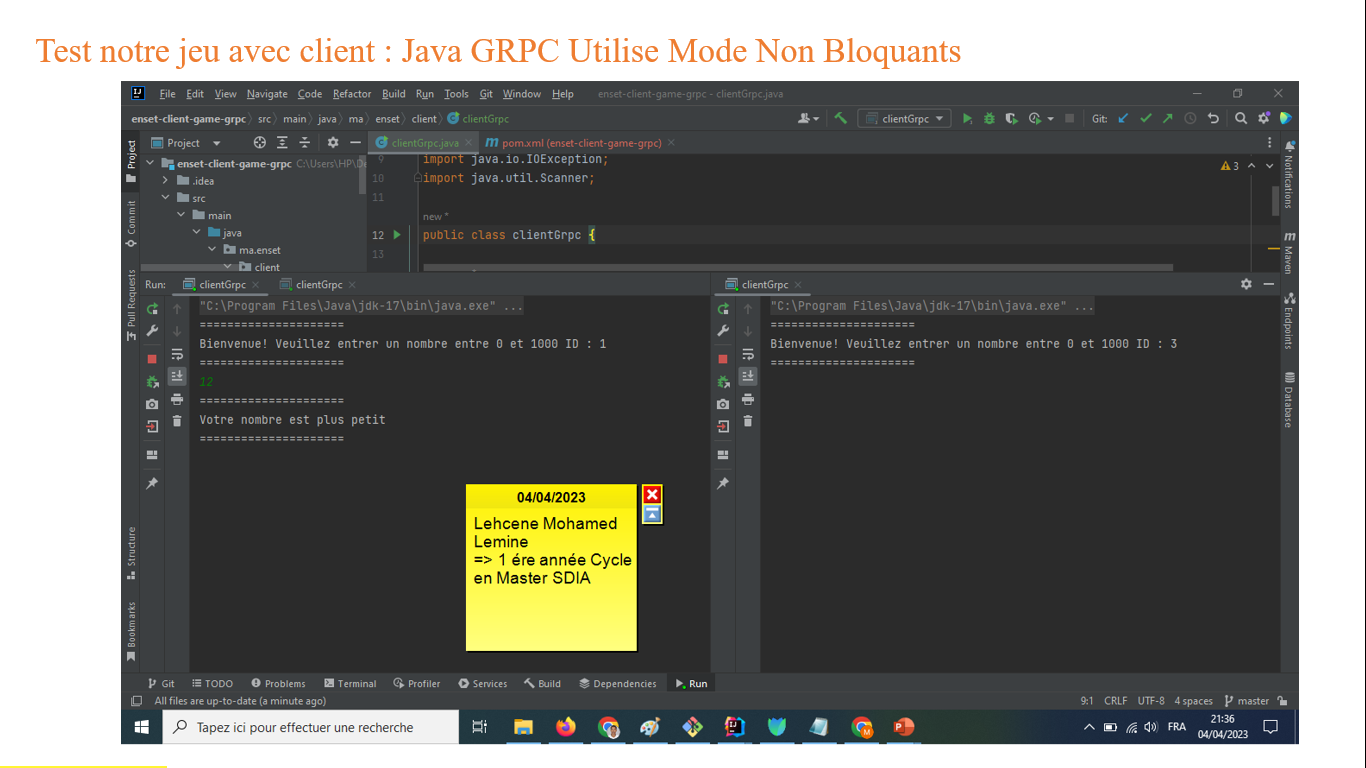 Test notre jeu avec client : Java GRPC Utilise Mode Non Bloquants
File Edit View Navigate Code Refactor Build Run Tools Git Window Help enset-client-game-grpc - clientGrpc.java
enset-client-game-grpc src main java ma enset client clientGrpc clientGrpc Git:
Project clientGrpc.java pom.xml (enset-client-game-grpc)
enset-client-game-grpc C:\Users\HP\De
.idea
src
main
java
ma.enset
client
9 import java.io.IOException;
10 import java.util.Scanner;
11
new *
12 public class clientGrpc {
13
3
Project
Commit
Pull Requests
Structure
Bookmarks
Notifications
Maven
Endpoints
Database
Run: clientGrpc clientGrpc
"C:\Program Files\Java\jdk-17\bin\java.exe" ...
=====================
Bienvenue! Veuillez entrer un nombre entre 0 et 1000 ID : 1
=====================
12
=====================
Votre nombre est plus petit
=====================
clientGrpc
"C:\Program Files\Java\jdk-17\bin\java.exe" ...
=====================
Bienvenue! Veuillez entrer un nombre entre 0 et 1000 ID : 3
=====================
04/04/2023
Lehcene Mohamed
Lemine
=> 1 ére année Cycle
en Master SDIA
Git TODO Problems Terminal Profiler Services Build Dependencies Run
All files are up-to-date (a minute ago) 9:1 CRLF UTF-8 4 spaces master
Tapez ici pour effectuer une recherche FRA 21:36
04/04/2023